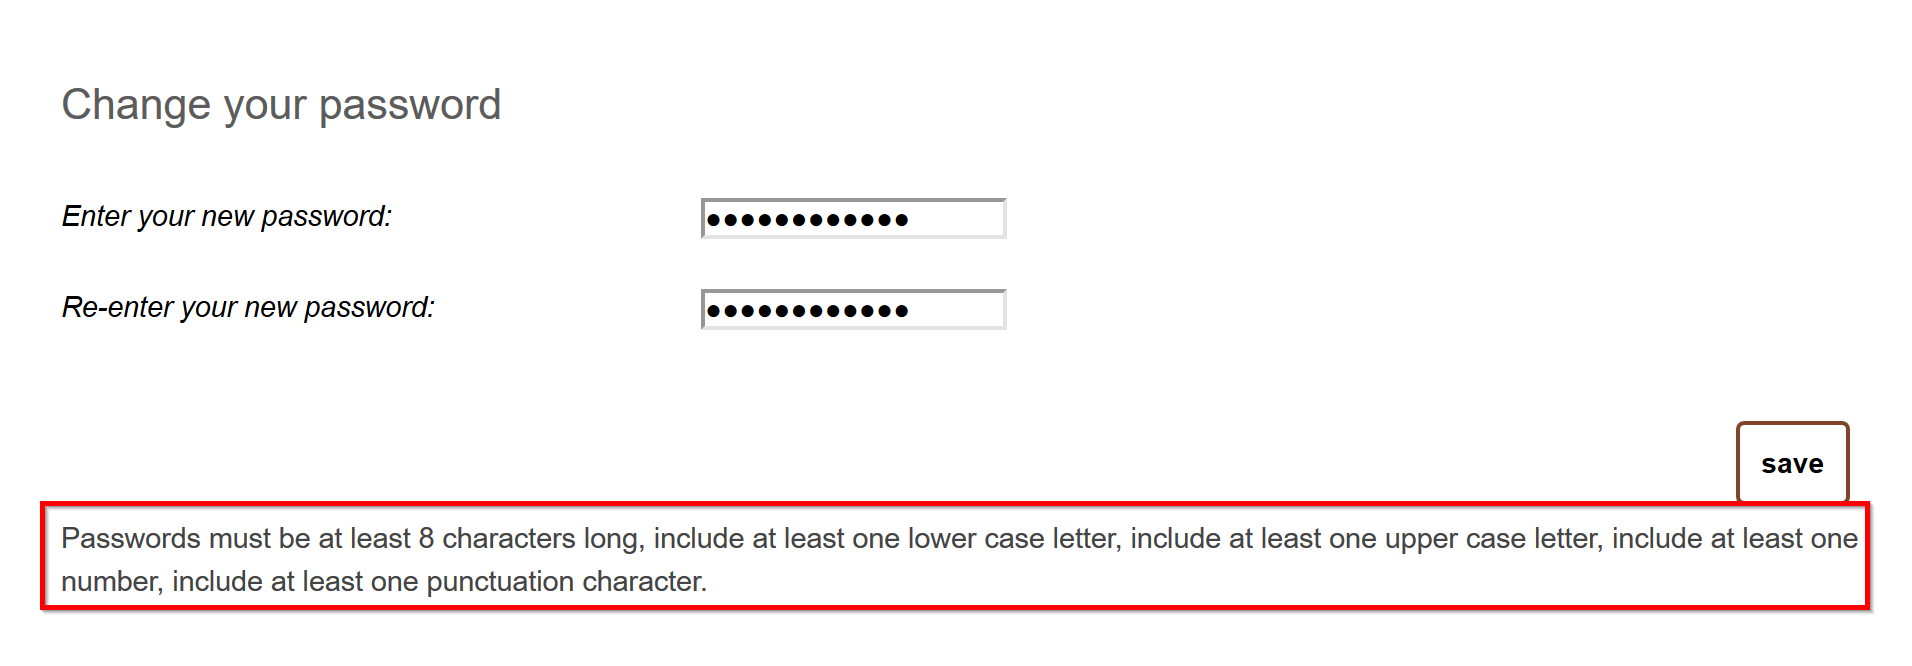 Change your password
Enter your new password:
●●●●●●●●●●●●
Re-enter your new password:
●●●●●●●●●●●●
save
Passwords must be at least 8 characters long, include at least one lower case letter, include at least one upper case letter, include at least one
number, include at least one punctuation character.